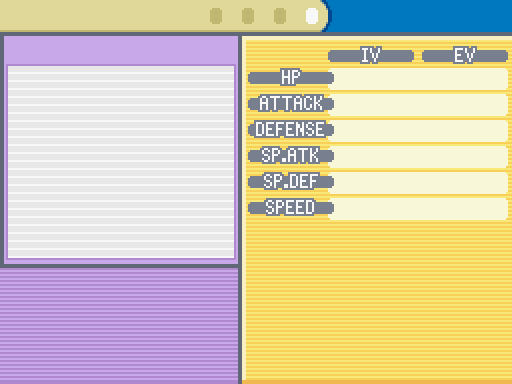 IV EV
HP
ATTACK
DEFENSE
SP.ATK
SP.DEF
SPEED